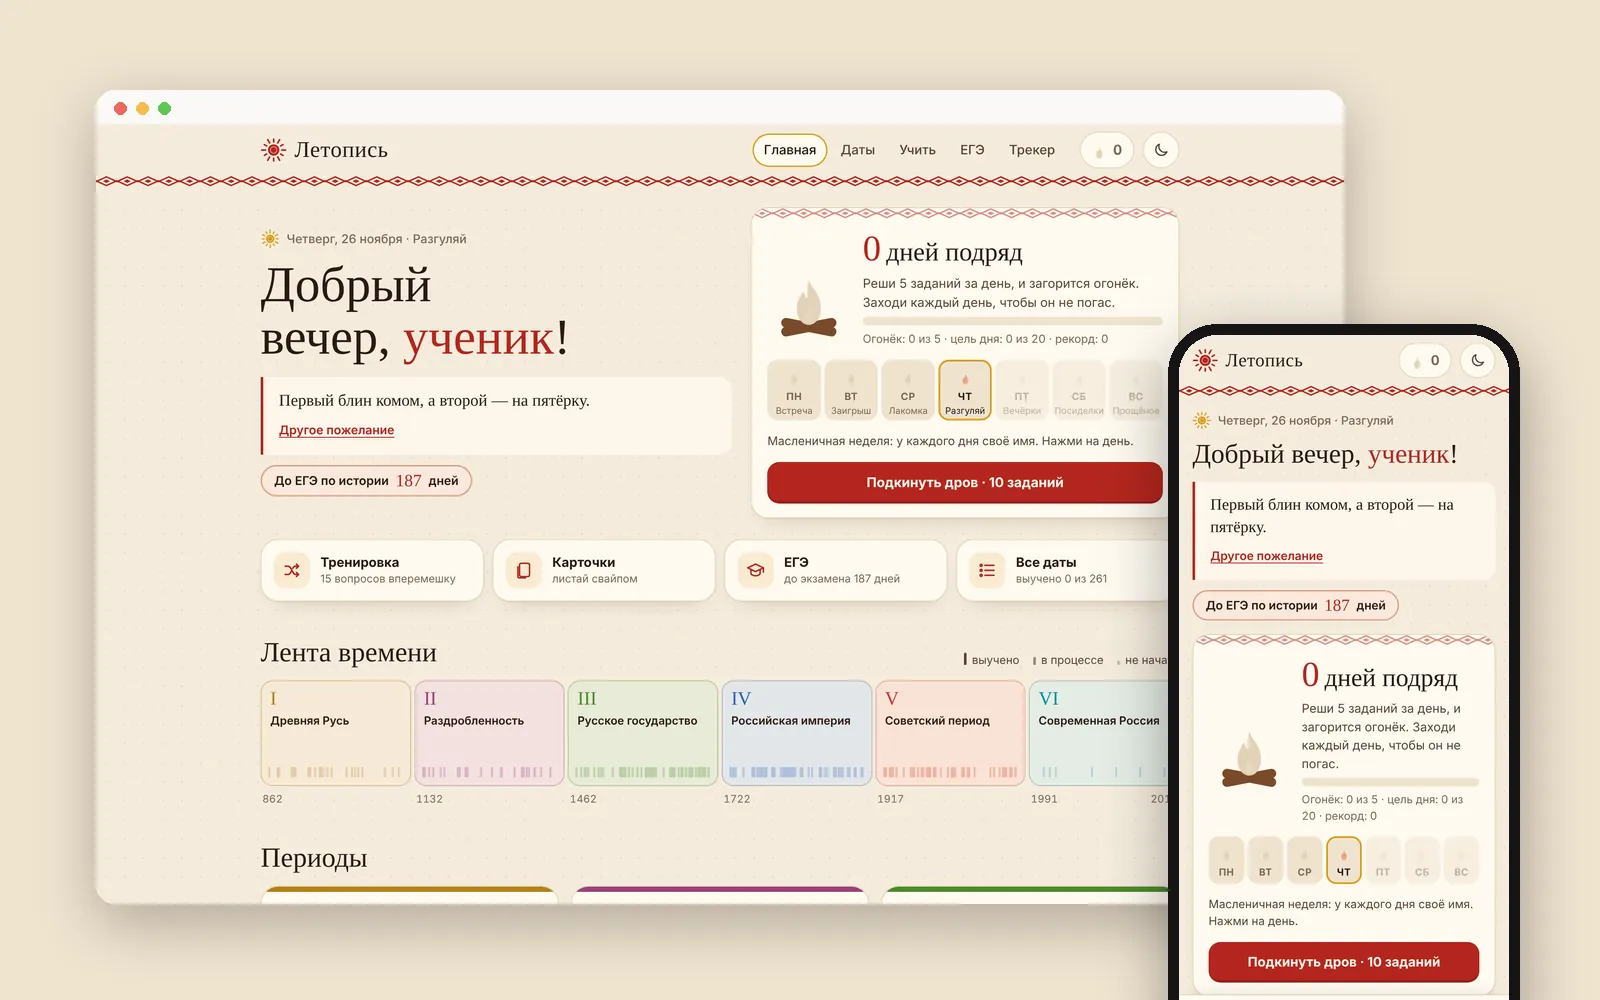 Летопись
Главная Даты Учить ЕГЭ Трекер 0
Четверг, 26 ноября · Разгуляй
Добрый
вечер, ученик!
Первый блин комом, а второй — на пятёрку.
Другое пожелание
До ЕГЭ по истории 187 дней
0 дней подряд
Реши 5 заданий за день, и загорится огонёк.
Заходи каждый день, чтобы он не погас.
Огонёк: 0 из 5 · цель дня: 0 из 20 · рекорд: 0
ПН ВТ СР ЧТ ПТ СБ ВС
Встреча Заигрыш Лакомка Разгуляй Вечёрки Посиделки Прощёное
Масленичная неделя: у каждого дня своё имя. Нажми на день.
Подкинуть дров · 10 заданий
Тренировка
15 вопросов вперемешку
Карточки
листай свайпом
ЕГЭ
до экзамена 187 дней
Все даты
выучено 0 из 261
Лента времени
выучено в процессе не нача
I II III IV V VI
Древняя Русь Раздробленность Русское государство Российская империя Советский период Современная Россия
862 1132 1462 1722 1917 1991 201
Периоды
Летопись
0
Четверг, 26 ноября · Разгуляй
Добрый вечер, ученик!
Первый блин комом, а второй — на
пятёрку.
Другое пожелание
До ЕГЭ по истории 187 дней
0 дней подряд
Реши 5 заданий за день, и
загорится огонёк. Заходи
каждый день, чтобы он не
погас.
Огонёк: 0 из 5 · цель дня: 0 из
20 · рекорд: 0
ПН ВТ СР ЧТ ПТ СБ ВС
Масленичная неделя: у каждого дня своё имя.
Нажми на день.
Подкинуть дров · 10 заданий